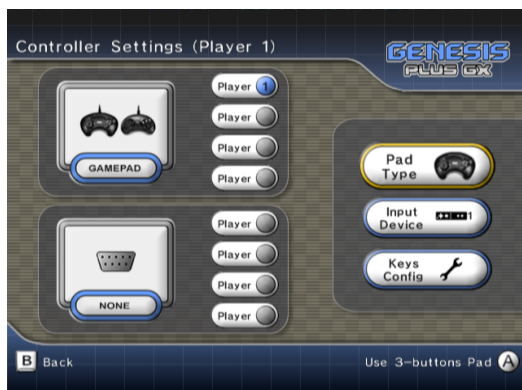 Controller Settings (Player 1)
GENESIS
PLUS GX
Player 1
Player
Player
Player
GAMEPAD
Player
Player
Player
Player
NONE
Pad
Type
Input
Device
1
Keys
Config
B Back
Use 3-buttons Pad A